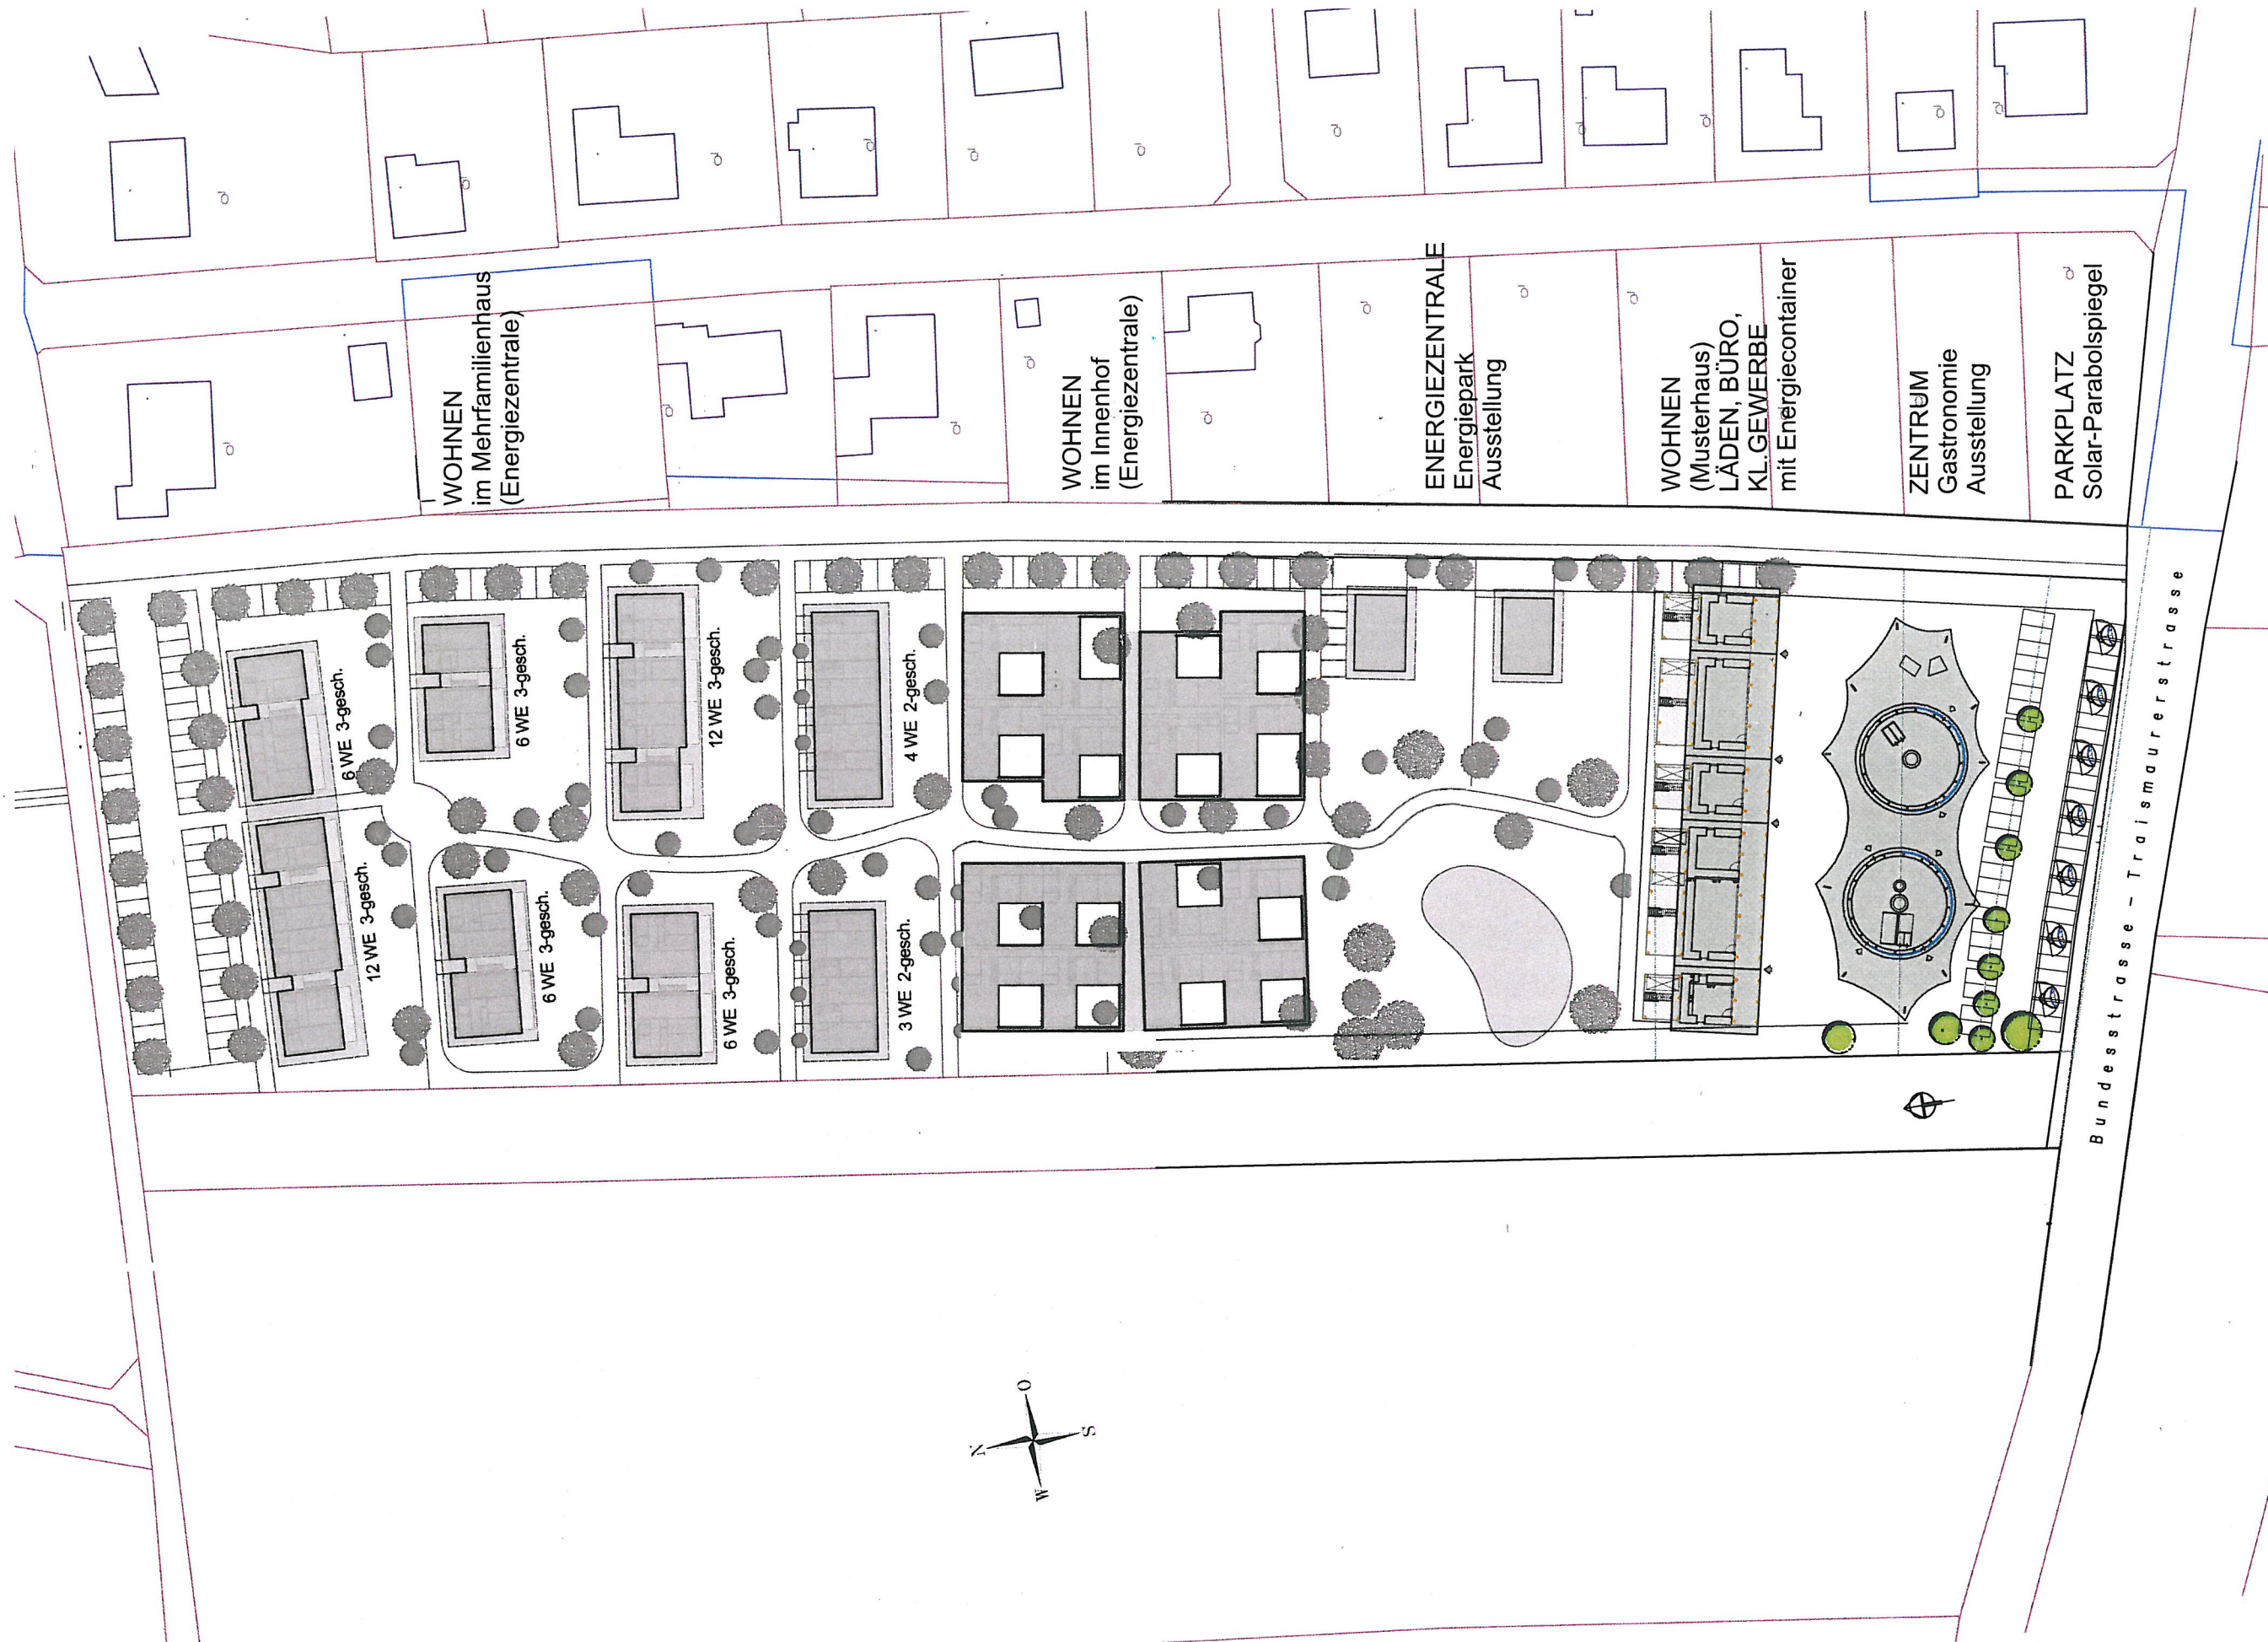 WOHNEN
im Mehrfamilienhaus
(Energiezentrale)
WOHNEN
im Innenhof
(Energiezentrale)
ENERGIEZENTRALE
Energiepark
Ausstellung
WOHNEN
(Musterhaus)
LÄDEN, BÜRO,
KL.GEWERBE
mit Energiecontainer
ZENTRUM
Gastronomie
Ausstellung
PARKPLATZ
Solar-Parabolspiegel
6 WE 3-gesch.
12 WE 3-gesch.
6 WE 3-gesch.
6 WE 3-gesch.
12 WE 3-gesch.
6 WE 3-gesch.
4 WE 2-gesch.
3 WE 2-gesch.
Bundesstrasse – Traismaurerstrasse
N
O
S
W